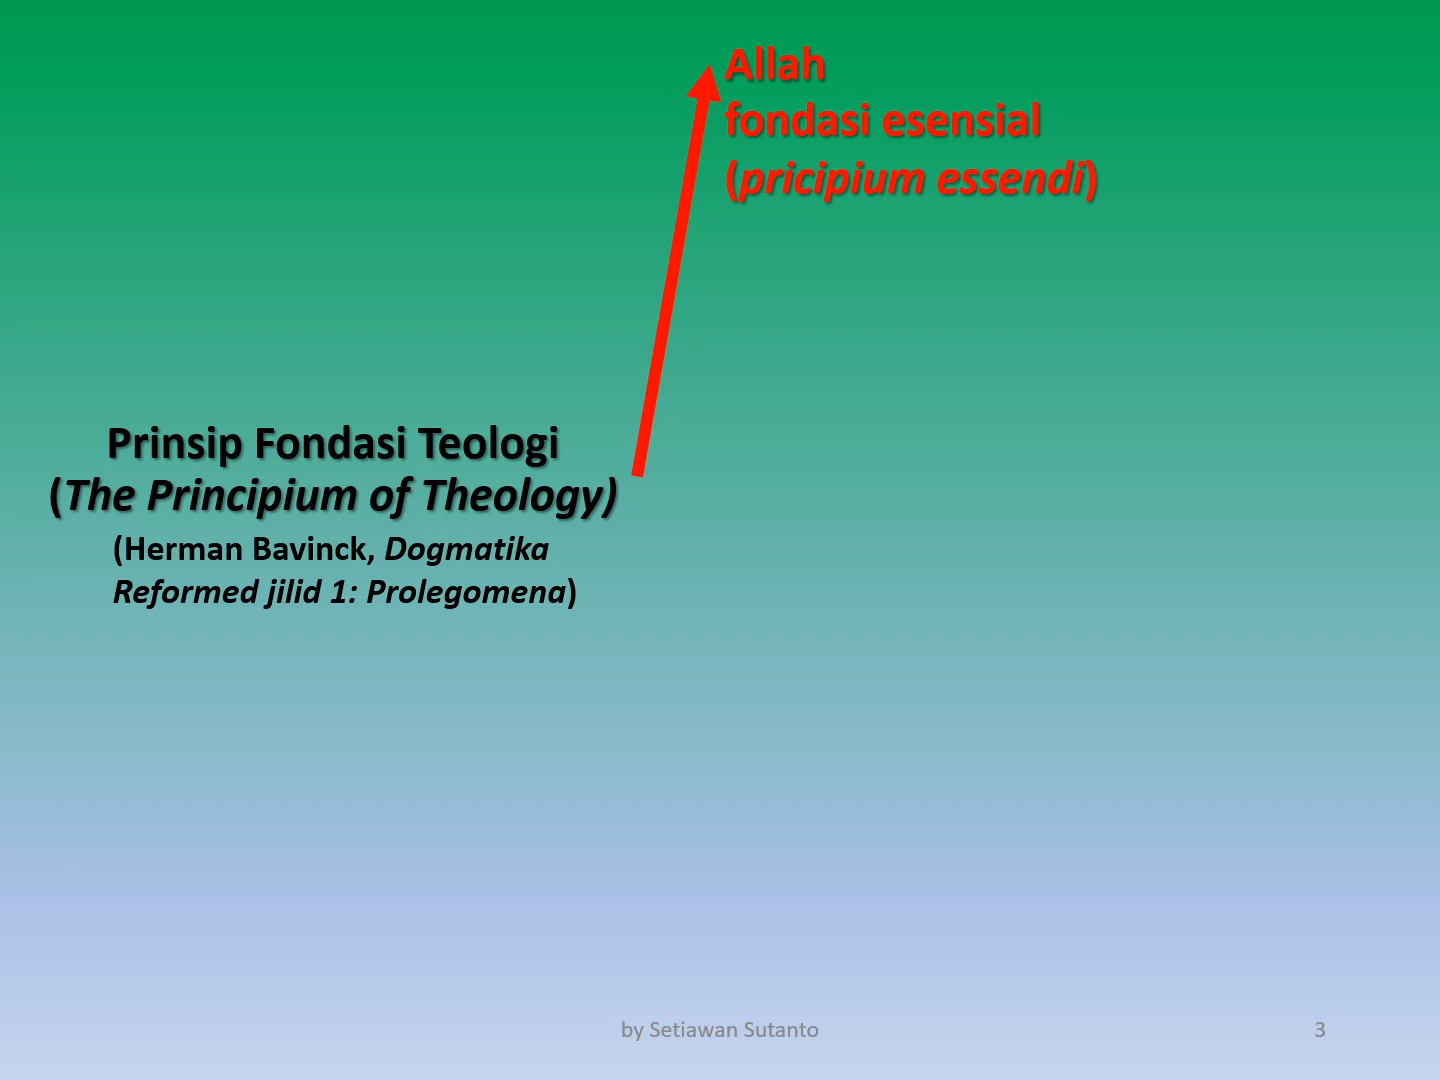 Allah
fondasi esensial
(pricipium essendi)
Prinsip Fondasi Teologi
(The Principium of Theology)
(Herman Bavinck, Dogmatika
Reformed jilid 1: Prolegomena)
by Setiawan Sutanto
3